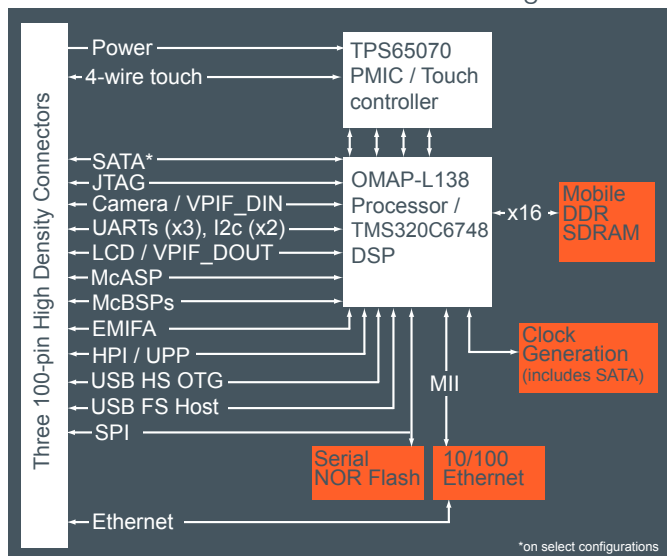 Three 100-pin High Density Connectors
Power
4-wire touch
TPS65070
PMIC / Touch
controller
SATA*
JTAG
Camera / VPIF_DIN
UARTs (x3), I2c (x2)
LCD / VPIF_DOUT
McASP
McBSPs
EMIFA
HPI / UPP
USB HS OTG
USB FS Host
SPI
Ethernet
OMAP-L138
Processor /
TMS320C6748
DSP
x16
Mobile
DDR
SDRAM
Clock
Generation
(includes SATA)
MII
Serial
NOR Flash
10/100
Ethernet
*on select configurations